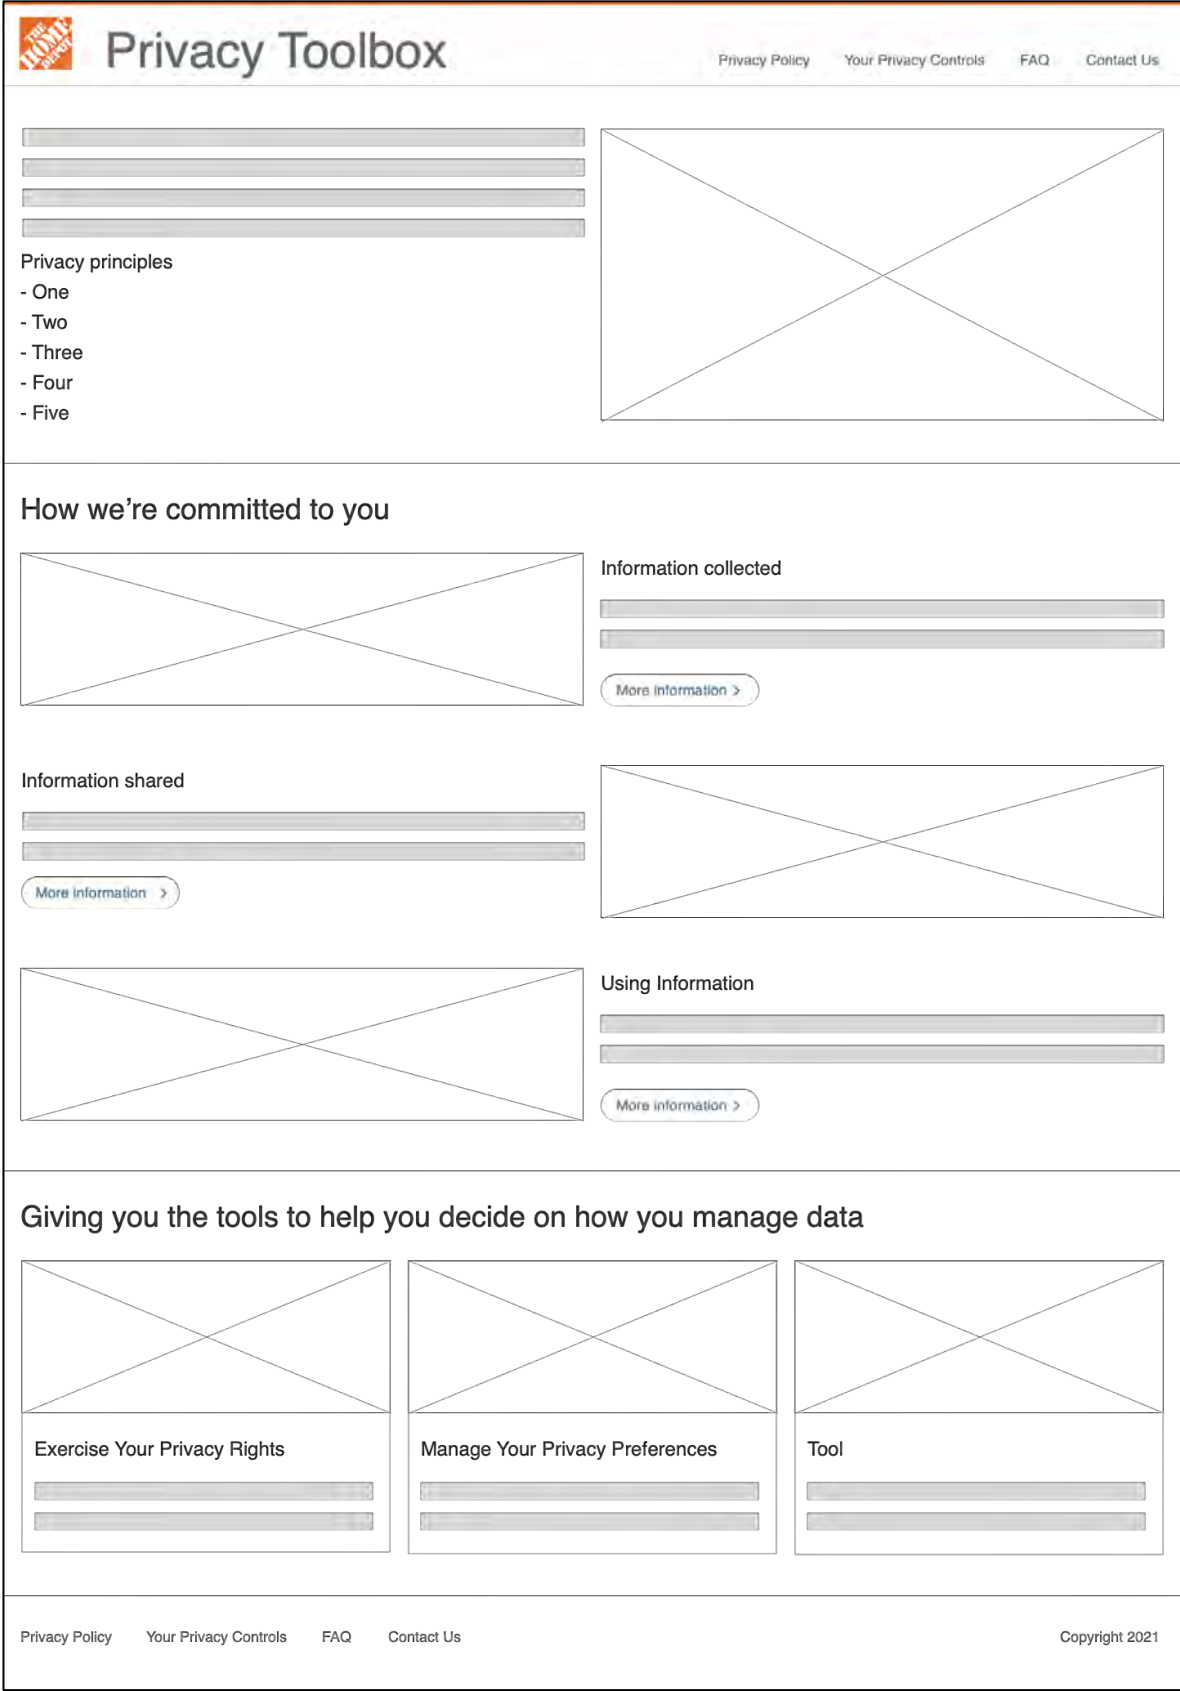 THE
HOME
DEPOT
Privacy Toolbox
Privacy Policy
Your Privacy Controls
FAQ
Contact Us
Privacy principles
- One
- Two
- Three
- Four
- Five
How we’re committed to you
Information collected
More information >
Information shared
More information >
Using Information
More information >
Giving you the tools to help you decide on how you manage data
Exercise Your Privacy Rights
Manage Your Privacy Preferences
Tool
Privacy Policy
Your Privacy Controls
FAQ
Contact Us
Copyright 2021